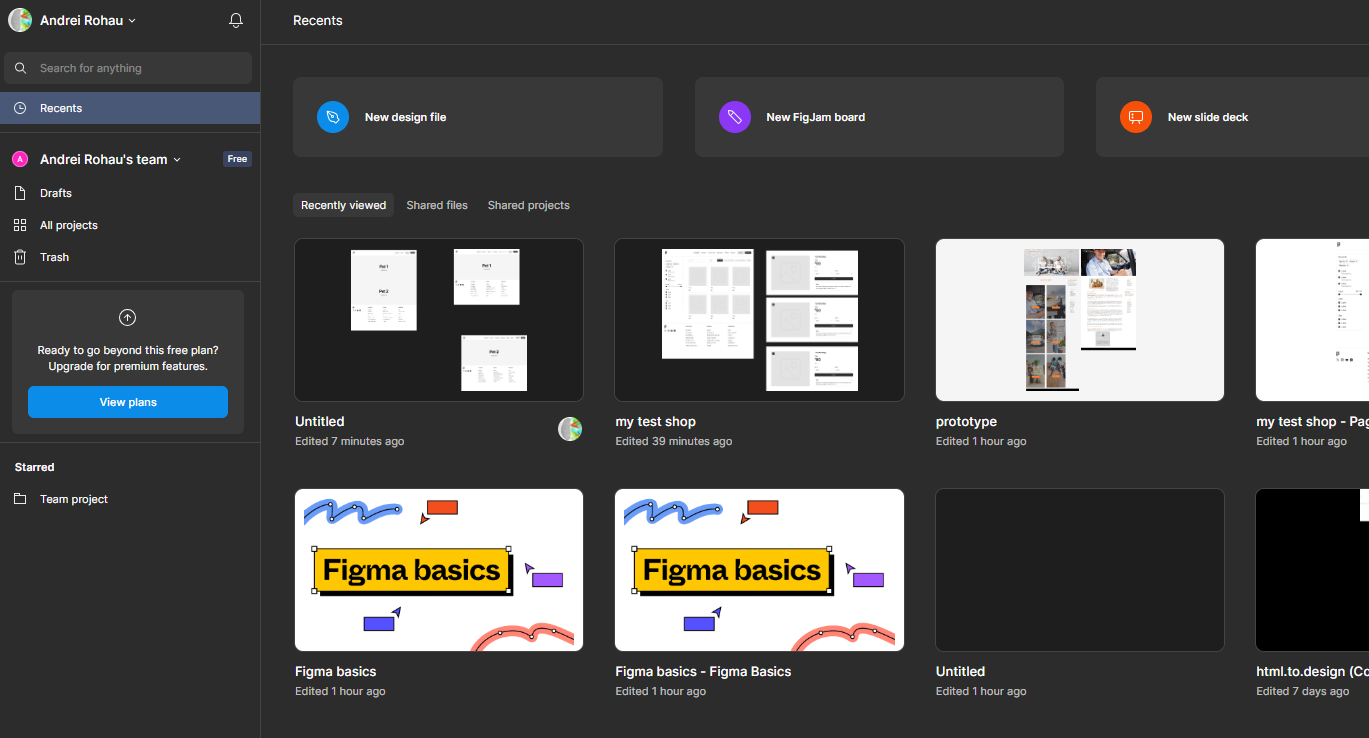 Andrei Rohau
Search for anything
Recents
A Andrei Rohau's team Free
Drafts
All projects
Trash
Ready to go beyond this free plan?
Upgrade for premium features.
View plans
Starred
Team project
Recents
New design file
New FigJam board
New slide deck
Recently viewed Shared files Shared projects
Pet 1
Pet 2
Pet 1
Pet 2
Untitled
Edited 7 minutes ago
my test shop
Edited 39 minutes ago
prototype
Edited 1 hour ago
my test shop - Pag
Edited 1 hour ago
Figma basics
Figma basics
Edited 1 hour ago
Figma basics
Figma basics - Figma Basics
Edited 1 hour ago
Untitled
Edited 1 hour ago
html.to.design (Co
Edited 7 days ago